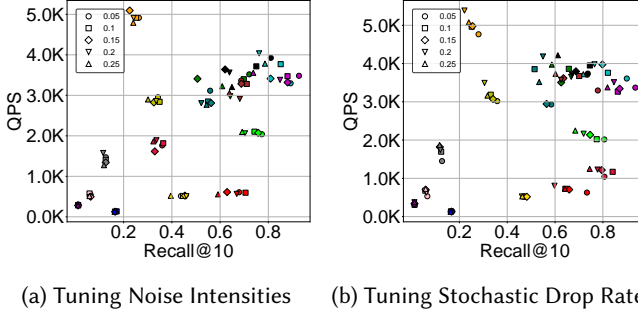 5.0K
4.0K
3.0K
2.0K
1.0K
0.0K
QPS
0.05
0.1
0.15
0.2
0.25
0.2 0.4 0.6 0.8
Recall@10
(a) Tuning Noise Intensities
5.0K
4.0K
3.0K
2.0K
1.0K
0.0K
QPS
0.05
0.1
0.15
0.2
0.25
0.2 0.4 0.6 0.8
Recall@10
(b) Tuning Stochastic Drop Rate